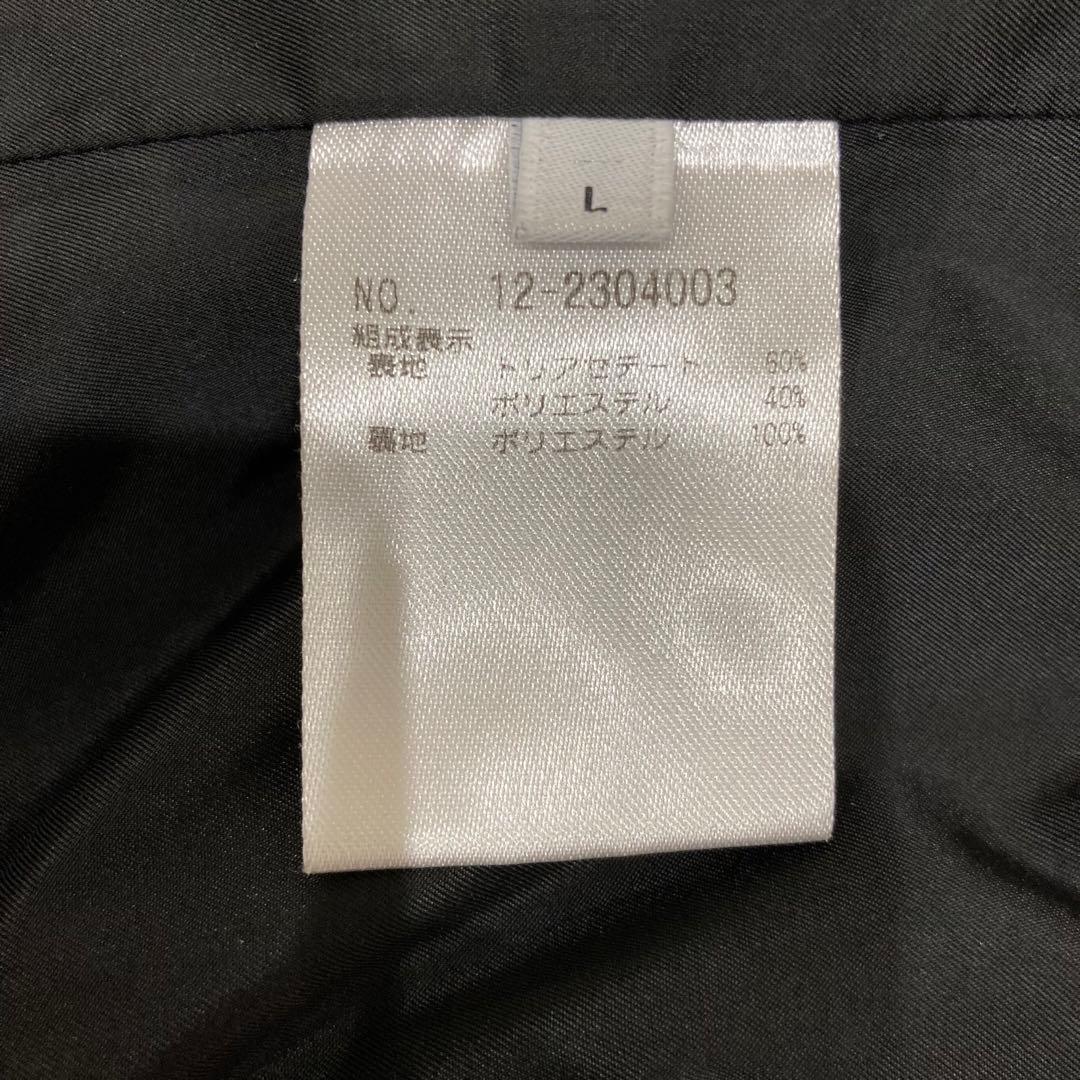 L
NO. 12-2304003
組成表示
表地 トリアセテート 60%
ポリエステル 40%
裏地 ポリエステル 100%